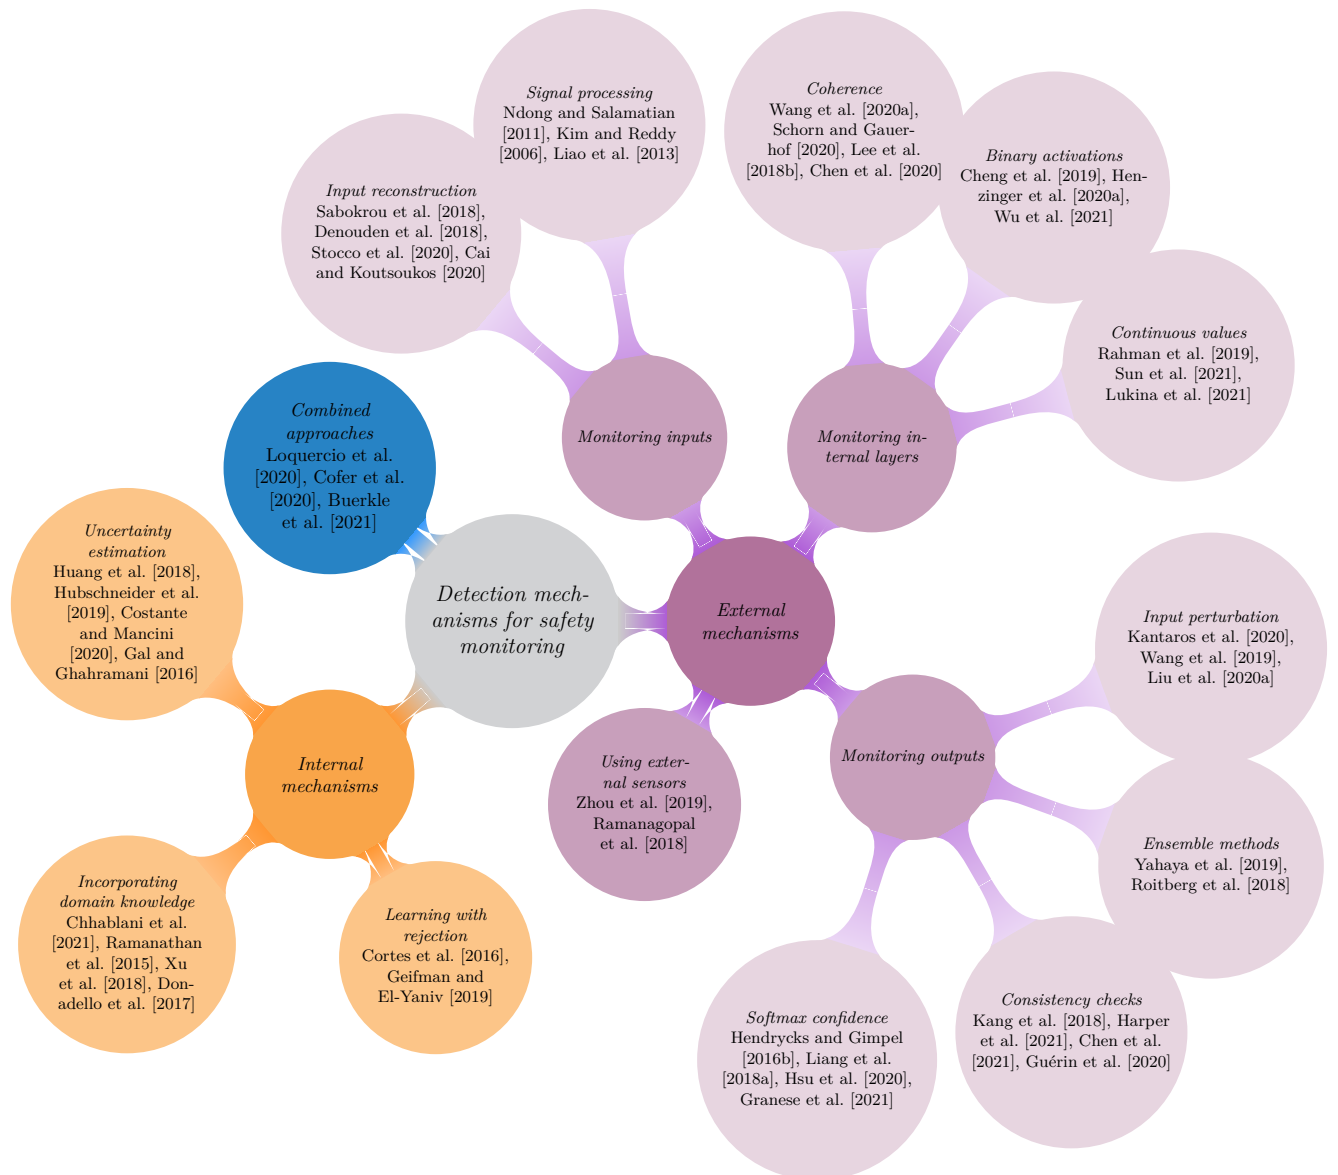 Signal processing
Ndong and Salamatian
[2011], Kim and Reddy
[2006], Liao et al. [2013]
Coherence
Wang et al. [2020a],
Schorn and Gauer-
hof [2020], Lee et al.
[2018b], Chen et al. [2020]
Binary activations
Cheng et al. [2019], Hen-
zinger et al. [2020a],
Wu et al. [2021]
Input reconstruction
Sabokrou et al. [2018],
Denouden et al. [2018],
Stocco et al. [2020], Cai
and Koutsoukos [2020]
Continuous values
Rahman et al. [2019],
Sun et al. [2021],
Lukina et al. [2021]
Combined
approaches
Loquercio et al.
[2020], Cofer et al.
[2020], Buerkle
et al. [2021]
Monitoring inputs
Monitoring in-
ternal layers
Uncertainty
estimation
Huang et al. [2018],
Hubschneider et al.
[2019], Costante
and Mancini
[2020], Gal and
Ghahramani [2016]
Detection mech-
anisms for safety
monitoring
External
mechanisms
Input perturbation
Kantaros et al. [2020],
Wang et al. [2019],
Liu et al. [2020a]
Internal
mechanisms
Using exter-
nal sensors
Zhou et al. [2019],
Ramanagopal
et al. [2018]
Monitoring outputs
Ensemble methods
Yahaya et al. [2019],
Roitberg et al. [2018]
Incorporating
domain knowledge
Chhablani et al.
[2021], Ramanathan
et al. [2015], Xu
et al. [2018], Don-
adello et al. [2017]
Learning with
rejection
Cortes et al. [2016],
Geifman and
El-Yaniv [2019]
Softmax confidence
Hendrycks and Gimpel
[2016b], Liang et al.
[2018a], Hsu et al. [2020],
Granese et al. [2021]
Consistency checks
Kang et al. [2018], Harper
et al. [2021], Chen et al.
[2021], Guérin et al. [2020]